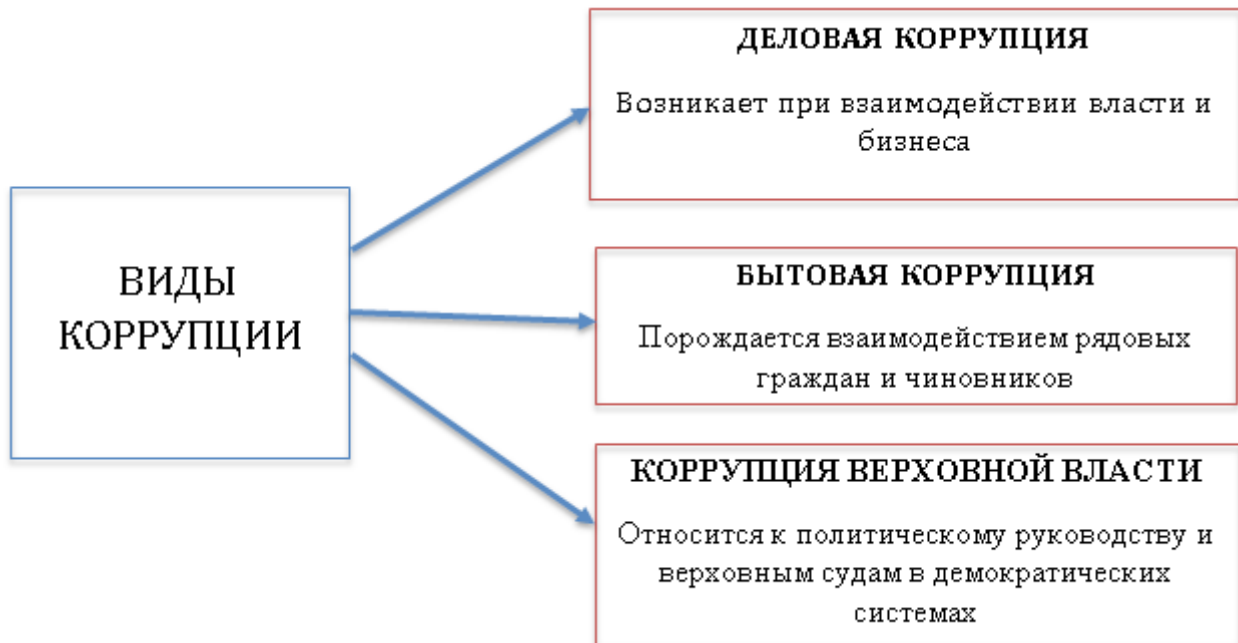 ВИДЫ
КОРРУПЦИИ
ДЕЛОВАЯ КОРРУПЦИЯ
Возникает при взаимодействии власти и
бизнеса
БЫТОВАЯ КОРРУПЦИЯ
Порождается взаимодействием рядовых
граждан и чиновников
КОРРУПЦИЯ ВЕРХОВНОЙ ВЛАСТИ
Относится к политическому руководству и
верховным судам в демократических
системах